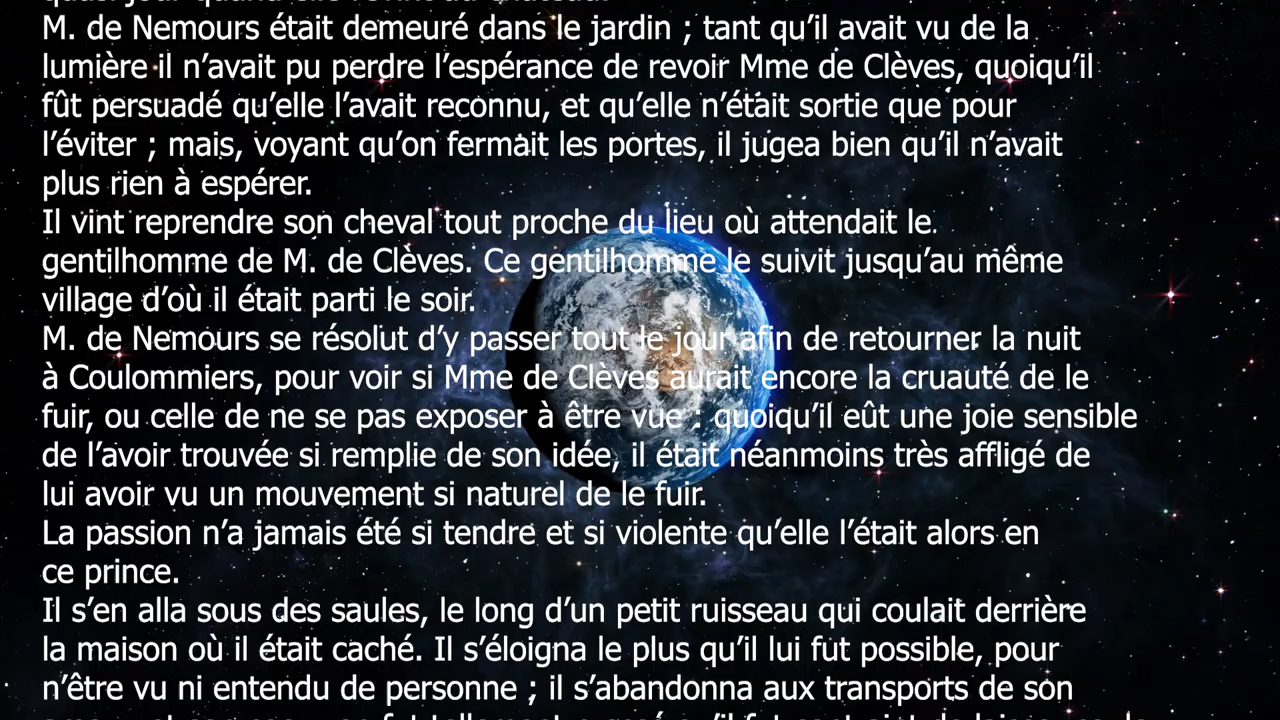 M. de Nemours était demeuré dans le jardin ; tant qu’il avait vu de la
lumière il n’avait pu perdre l’espérance de revoir Mme de Clèves, quoiqu’il
fût persuadé qu’elle l’avait reconnu, et qu’elle n’était sortie que pour
l’éviter ; mais, voyant qu’on fermait les portes, il jugea bien qu’il n’avait
plus rien à espérer.
Il vint reprendre son cheval tout proche du lieu où attendait le.
gentilhomme de M. de Clèves. Ce gentilhomme le suivit jusqu’au même
village d’où il était parti le soir.
M. de Nemours se résolut d’y passer tout le jour afin de retourner la nuit
à Coulommiers, pour voir si Mme de Clèves aurait encore la cruauté de le
fuir, ou celle de ne se pas exposer à être vue : quoiqu’il eût une joie sensible
de l’avoir trouvée si remplie de son idée, il était néanmoins très affligé de
lui avoir vu un mouvement si naturel de le fuir.
La passion n’a jamais été si tendre et si violente qu’elle l’était alors en
ce prince.
Il s’en alla sous des saules, le long d’un petit ruisseau qui coulait derrière
la maison où il était caché. Il s’éloigna le plus qu’il lui fut possible, pour
n’être vu ni entendu de personne ; il s’abandonna aux transports de son